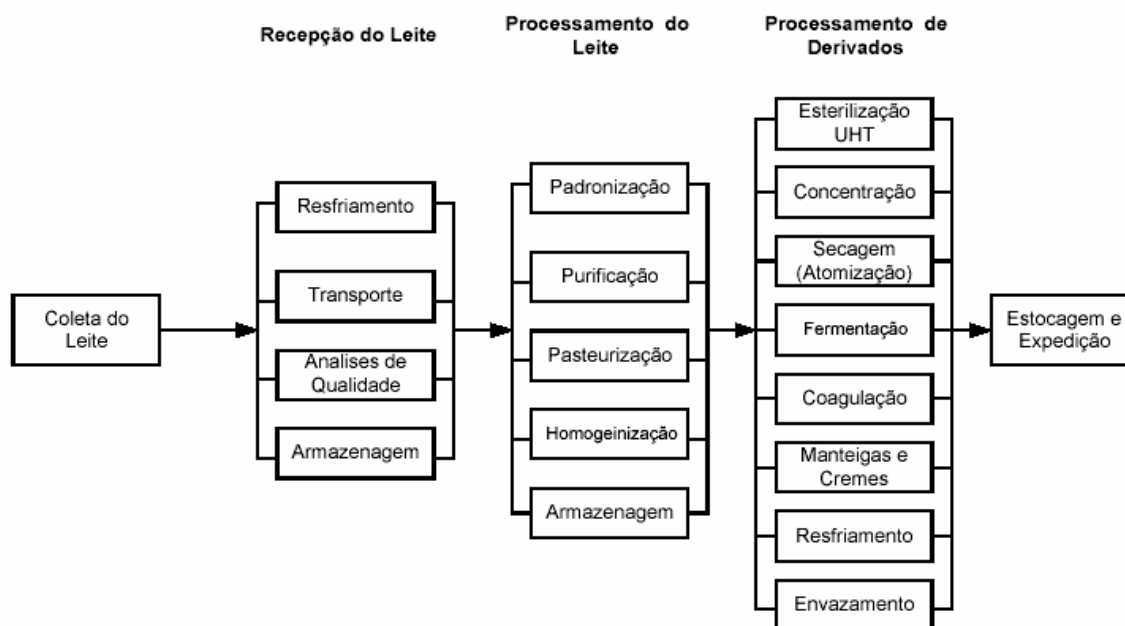 Recepção do Leite
Processamento do
Leite
Processamento de
Derivados
Coleta do
Leite
Resfriamento
Transporte
Analises de
Qualidade
Armazenagem
Padronização
Purificação
Pasteurização
Homogeinização
Armazenagem
Esterilização
UHT
Concentração
Secagem
(Atomização)
Fermentação
Coagulação
Manteigas e
Cremes
Resfriamento
Envazamento
Estocagem e
Expedição